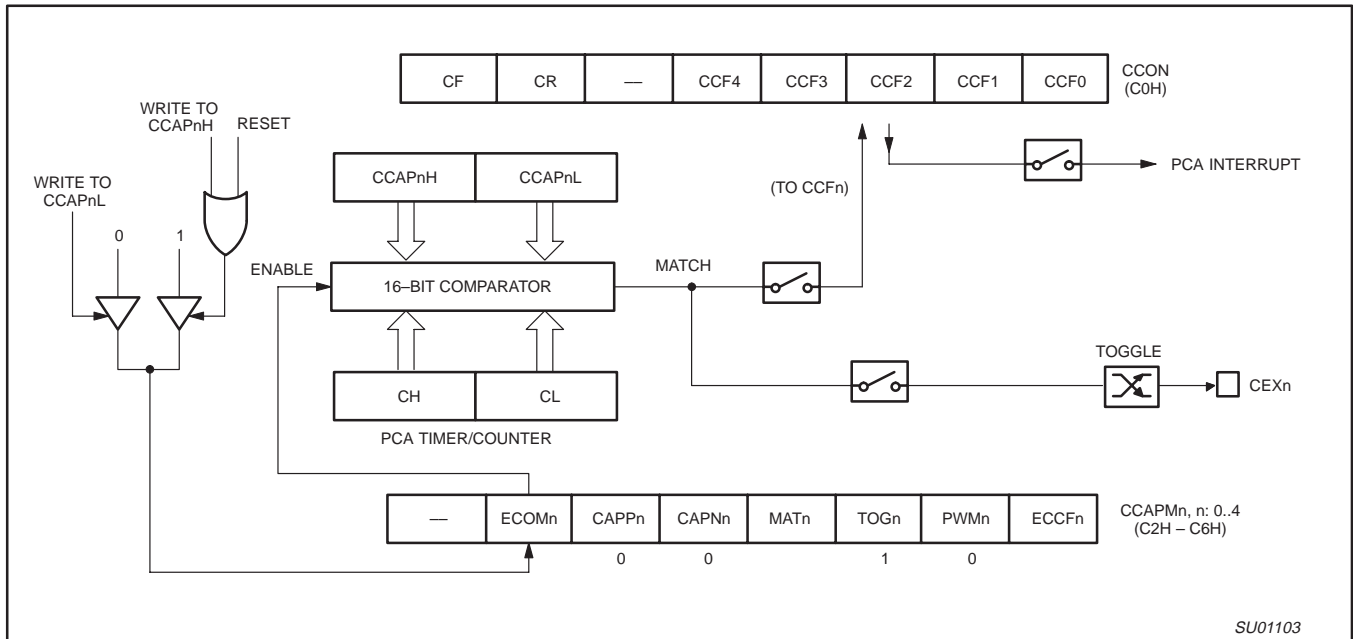 CF CR — CCF4 CCF3 CCF2 CCF1 CCF0
CCON
(C0H)
WRITE TO
CCAPnH
RESET
WRITE TO
CCAPnL
0 1
CCAPnH CCAPnL
(TO CCFn)
PCA INTERRUPT
ENABLE
16–BIT COMPARATOR
MATCH
TOGGLE
CH CL
CEXn
PCA TIMER/COUNTER
— ECOMn CAPPn CAPNn MATn TOGn PWMn ECCFn
CCAPMn, n: 0..4
(C2H – C6H)
0 0 1 0
SU01103